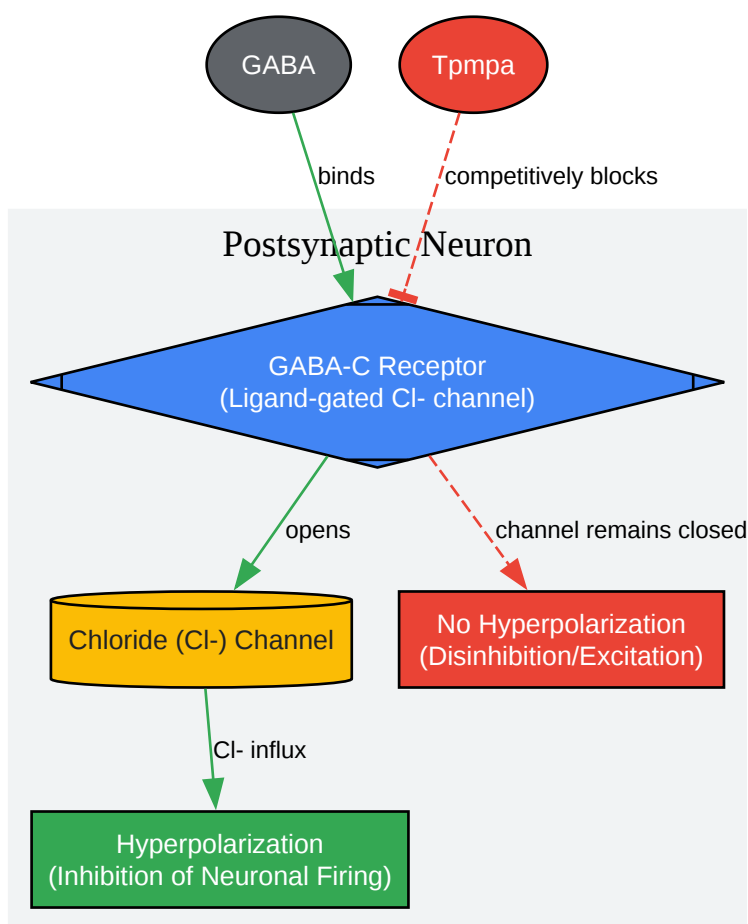 GABA
Tpmpa
binds
competitively blocks
Postsynaptic Neuron
GABA-C Receptor
(Ligand-gated Cl- channel)
opens
channel remains closed
Chloride (Cl-) Channel
No Hyperpolarization
(Disinhibition/Excitation)
Cl- influx
Hyperpolarization
(Inhibition of Neuronal Firing)